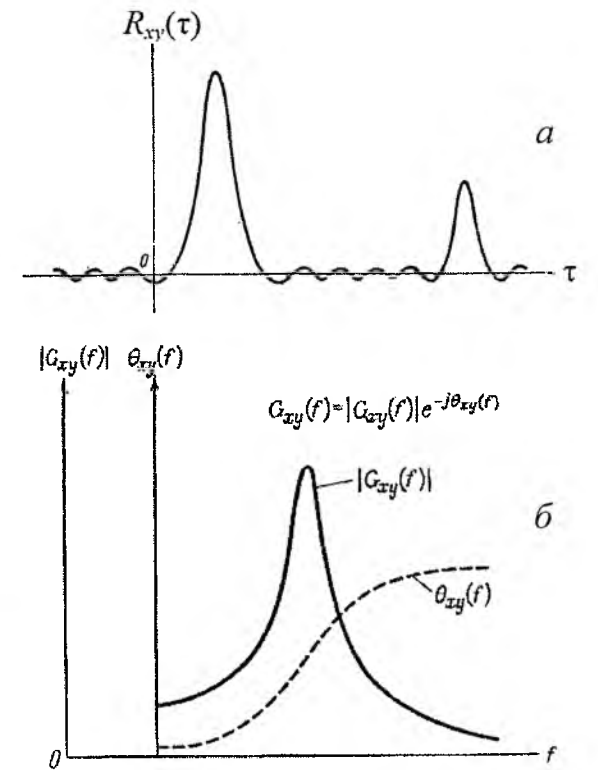 R_xy(τ)
а
0
τ
|G_xy(f)| θ_xy(f)
G_xy(f)=|G_xy(f)|e^-jθ_xy(f)
|G_xy(f)|
б
θ_xy(f)
0
f